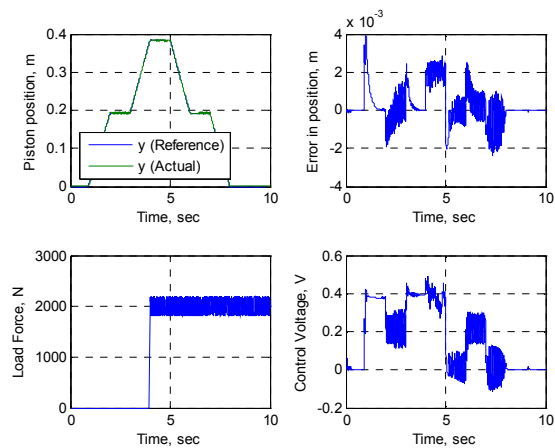 Piston position, m
0.4
0.3
0.2
0.1
0
0
5
10
Time, sec
y (Reference)
y (Actual)
Error in position, m
x 10^-3
4
2
0
-2
-4
0
5
10
Time, sec
Load Force, N
3000
2000
1000
0
0
5
10
Time, sec
Control Voltage, V
0.6
0.4
0.2
0
-0.2
0
5
10
Time, sec